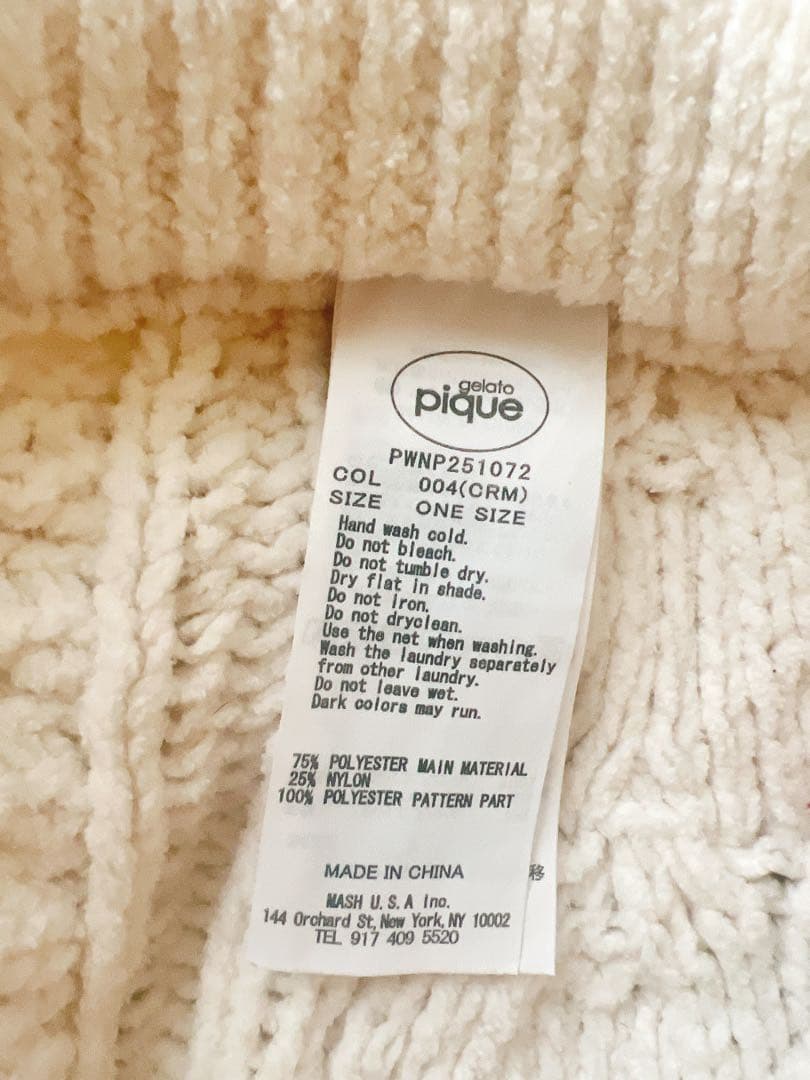 gelato
pique
PWNP251072
COL 004(CRM)
SIZE ONE SIZE
Hand wash cold.
Do not bleach.
Do not tumble dry.
Dry flat in shade.
Do not iron.
Do not dryclean.
Use the net when washing.
Wash the laundry separately
from other laundry.
Do not leave wet.
Dark colors may run.
75% POLYESTER MAIN MATERIAL
25% NYLON
100% POLYESTER PATTERN PART
MADE IN CHINA
移
MASH U.S.A Inc.
144 Orchard St, New York, NY 10002
TEL 917 409 5520